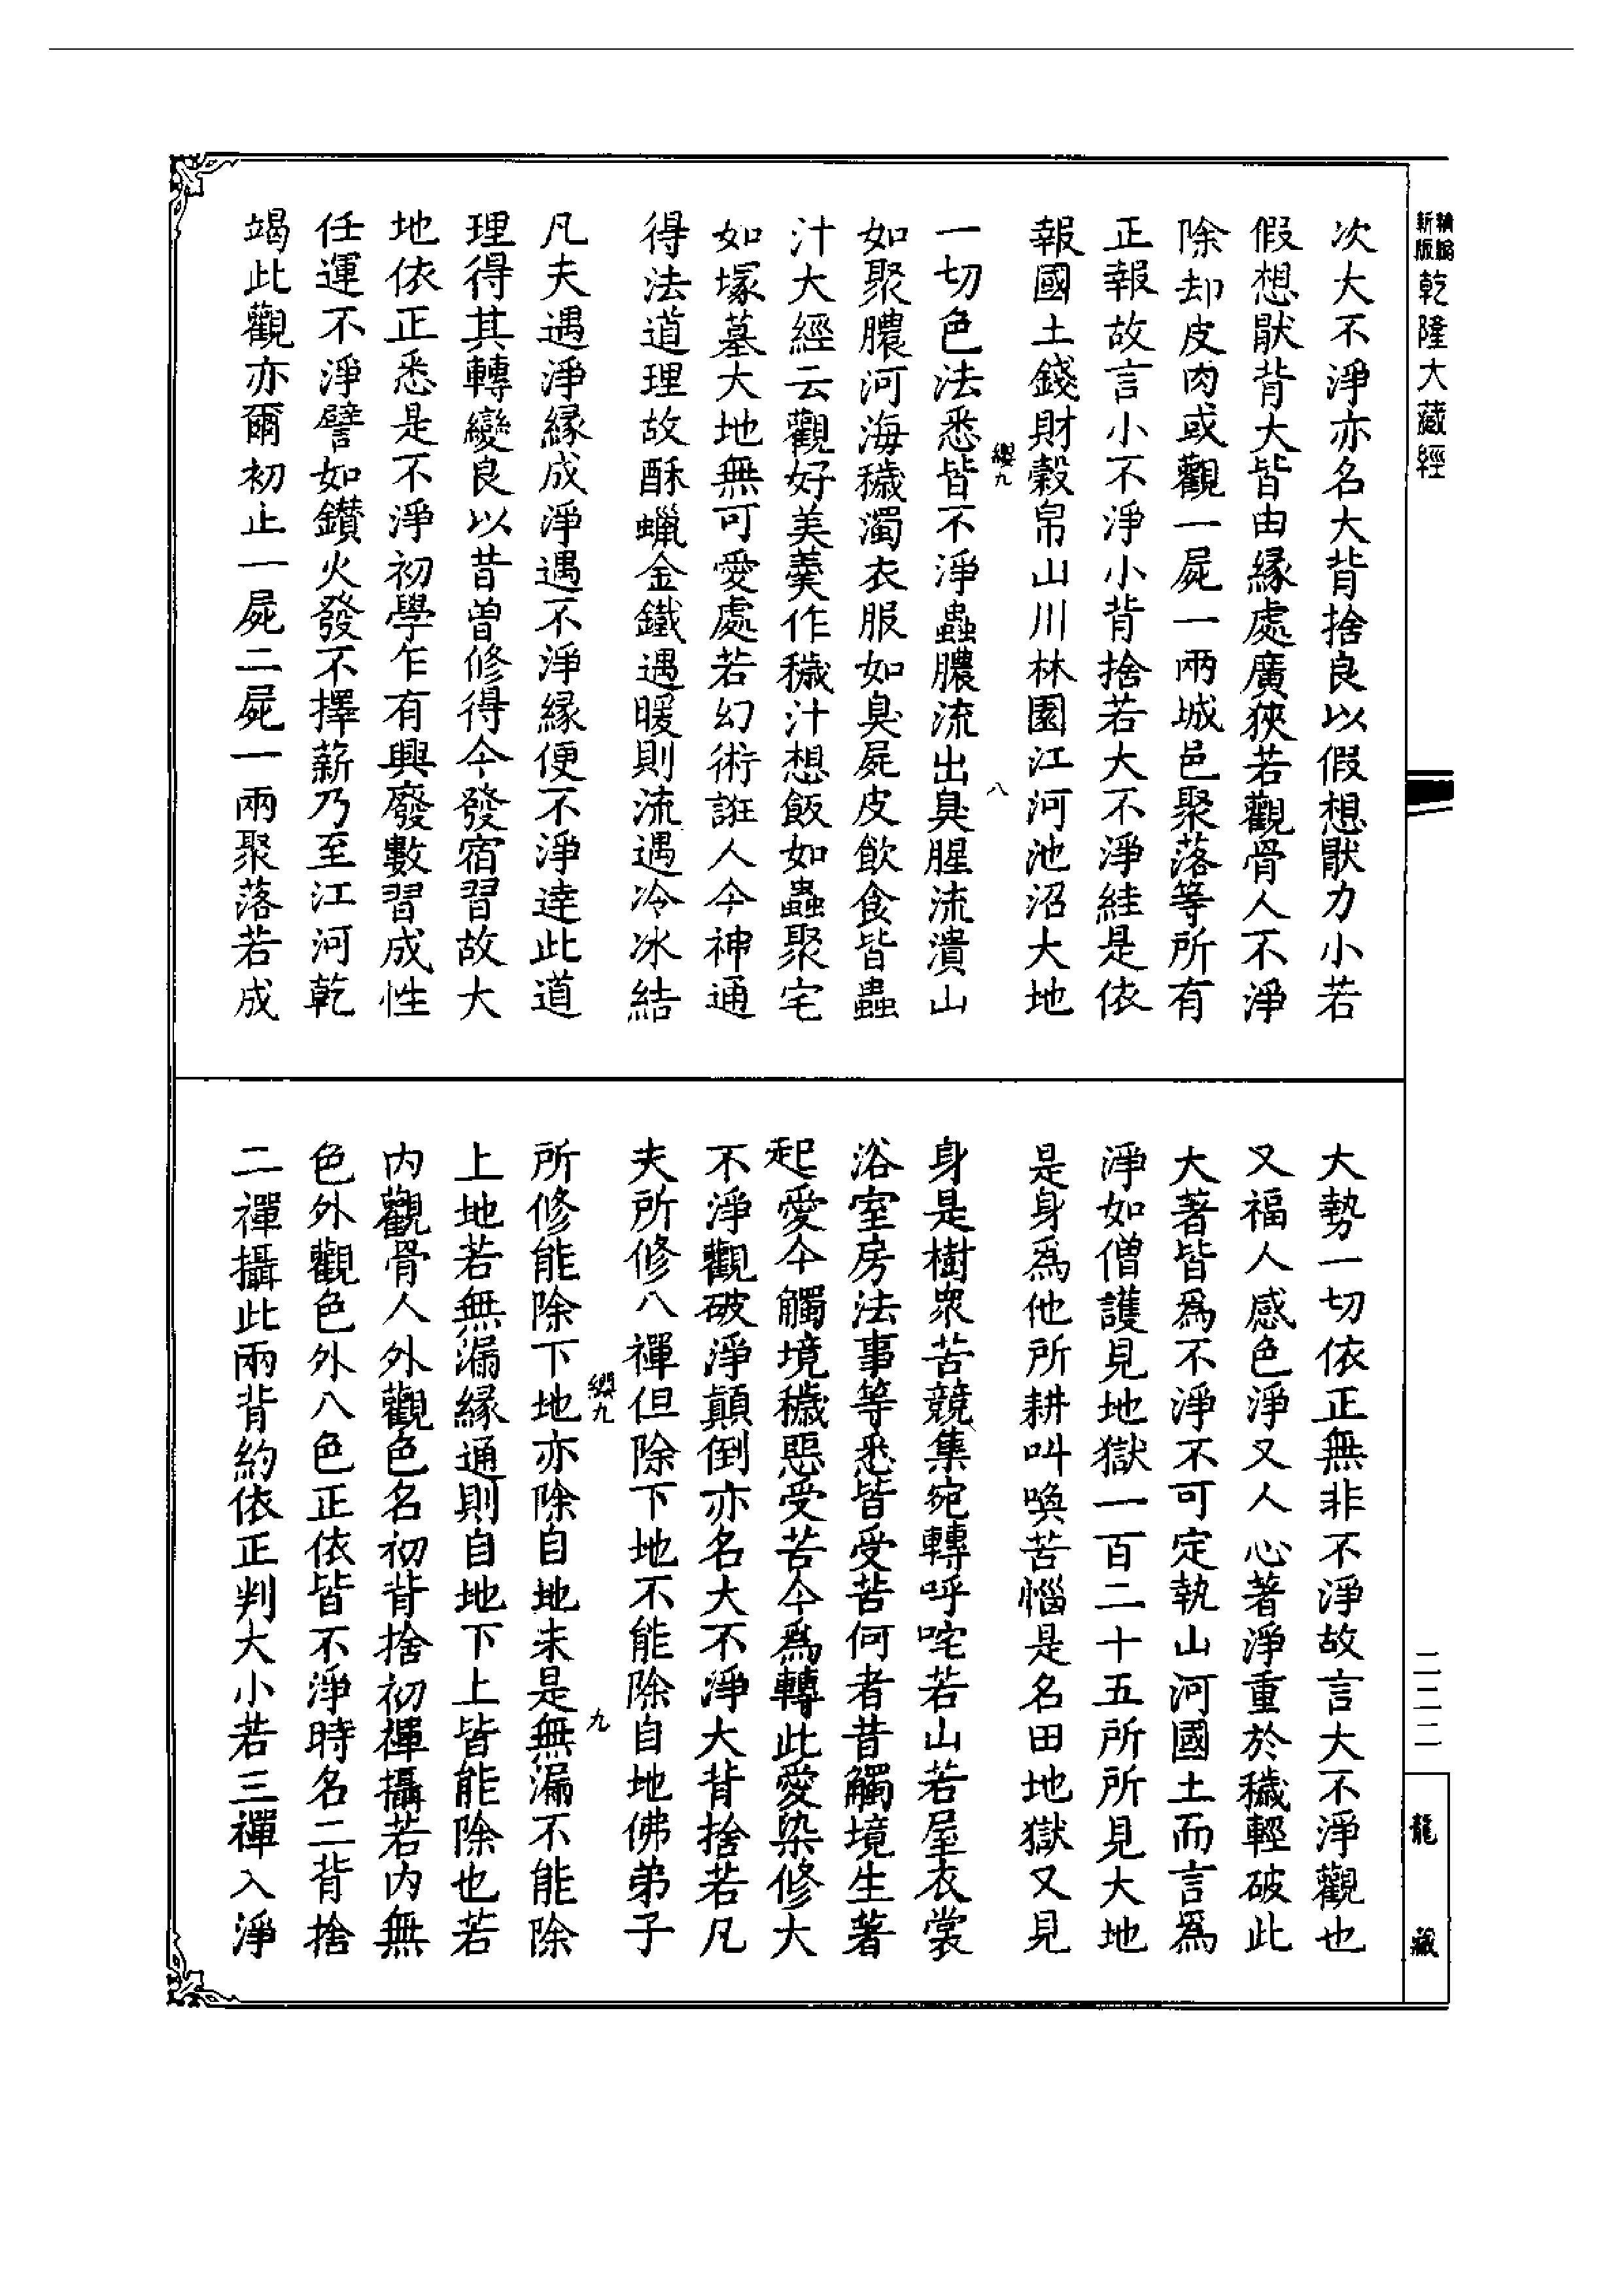 新編
新版
乾隆大藏經
次大不淨亦名大背捨良以假想猒力小若
假想猒背大皆由緣處廣狹若觀骨人不淨
除却皮肉或觀一屍一兩城邑聚落等所有
正報故言小不淨小背捨若大不淨絓是依
報國土錢財穀帛山川林園江河池沼大地
纓九
八
一切色法悉皆不淨蟲膿流出臭腥流潰山
如聚膿河海穢濁衣服如臭屍皮飲食皆蟲
汁大經云觀好美羹作穢汁想飯如蟲聚宅
如塚墓大地無可愛處若幻術誑人今神通
得法道理故酥蠟金鐵遇暖則流遇冷冰結
凡夫遇淨緣成淨遇不淨緣便不淨達此道
理得其轉變良以昔曾修得今發宿習故大
地依正悉是不淨初學乍有興廢數習成性
任運不淨譬如鑽火發不擇薪乃至江河乾
竭此觀亦爾初止一屍二屍一兩聚落若成
大勢一切依正無非不淨故言大不淨觀也
又福人感色淨又人心著淨重於穢輕破此
大著皆為不淨不可定執山河國土而言為
淨如僧護見地獄一百二十五所所見大地
是身為他所耕叫喚苦惱是名田地獄又見
身是樹眾苦競集宛轉呼咤若山若屋衣裳
浴室房法事等悉皆受苦何者昔觸境生著
起愛今觸境穢惡受苦今為轉此愛染修大
不淨觀破淨顛倒亦名大不淨大背捨若凡
夫所修八禪但除下地不能除自地佛弟子
纓九
九
所修能除下地亦除自地未是無漏不能除
上地若無漏緣通則自地下上皆能除也若
內觀骨人外觀色名初背捨初禪攝若內無
色外觀色外八色正依皆不淨時名二背捨
二禪攝此兩背約依正判大小若三禪入淨
二二二
龍藏